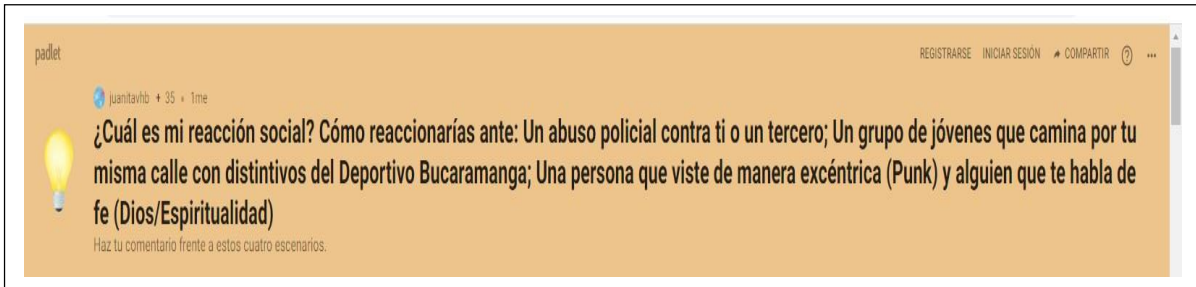 padlet
REGISTRARSE INICIAR SESIÓN COMPARTIR ? ...
juanitavhb + 35 • 1me
¿Cuál es mi reacción social? Cómo reaccionarías ante: Un abuso policial contra ti o un tercero; Un grupo de jóvenes que camina por tu
misma calle con distintivos del Deportivo Bucaramanga; Una persona que viste de manera excéntrica (Punk) y alguien que te habla de
fe (Dios/Espiritualidad)
Haz tu comentario frente a estos cuatro escenarios.